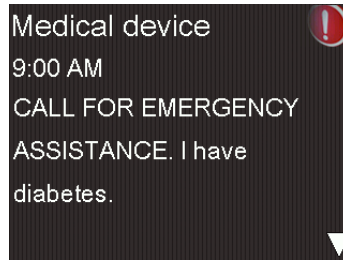 Medical device
9:00 AM
CALL FOR EMERGENCY
ASSISTANCE. I have
diabetes.